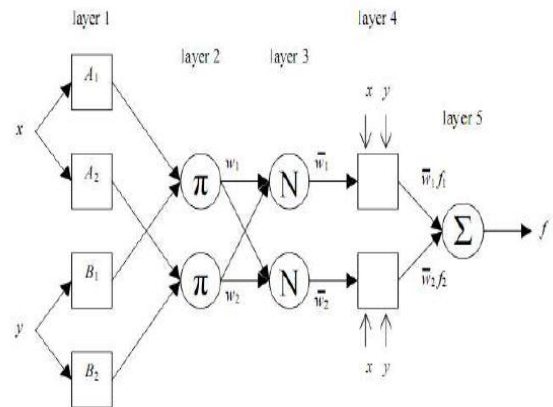 layer 1
layer 4
layer 2
layer 3
x y
layer 5
A₁
x
w₁
w̅₁
w̅₁f₁
A₂
π
N
Σ
f
B₁
π
N
w̅₂f₂
w₂
w̅₂
y
B₂
x y